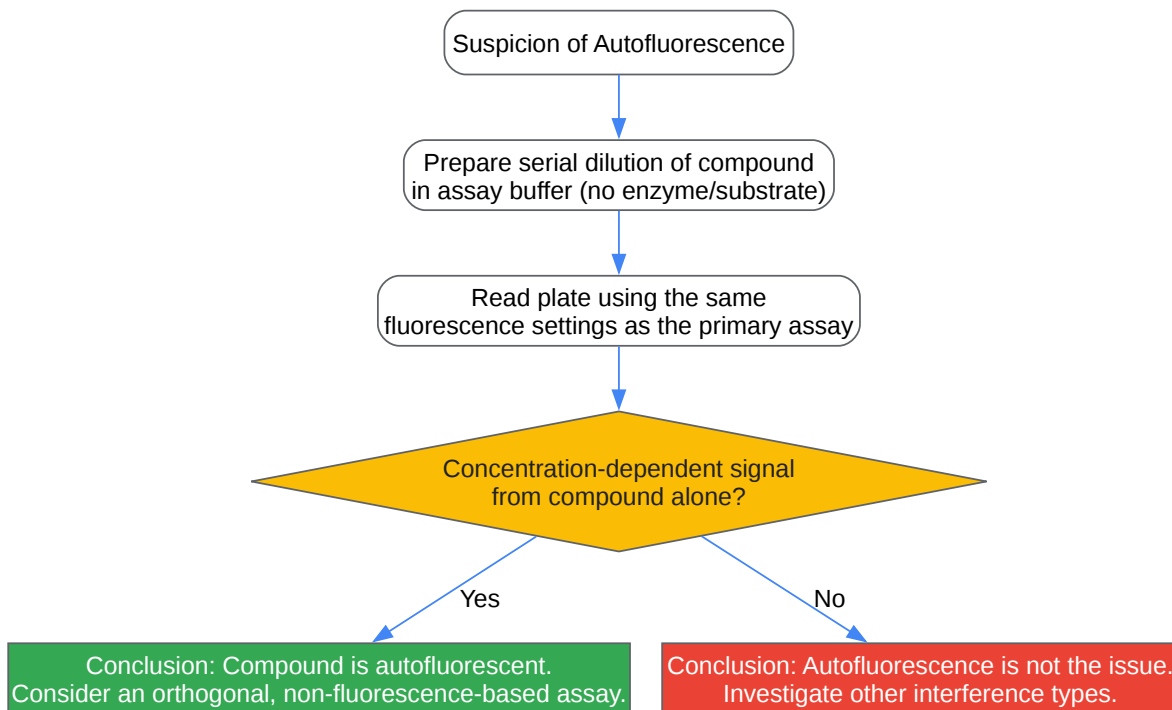 Suspicion of Autofluorescence
Prepare serial dilution of compound
in assay buffer (no enzyme/substrate)
Read plate using the same
fluorescence settings as the primary assay
Concentration-dependent signal
from compound alone?
Yes
No
Conclusion: Compound is autofluorescent.
Consider an orthogonal, non-fluorescence-based assay.
Conclusion: Autofluorescence is not the issue.
Investigate other interference types.